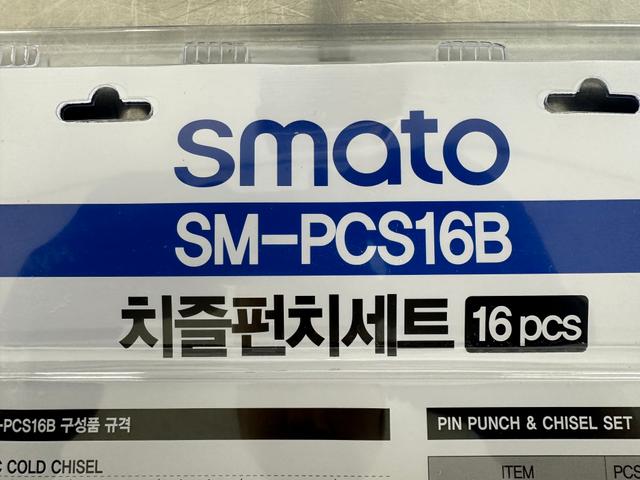 smato
SM-PCS16B
치즐펀치세트 16 pcs
-PCS16B 구성품 규격
PIN PUNCH & CHISEL SET
C COLD CHISEL
ITEM
PCS